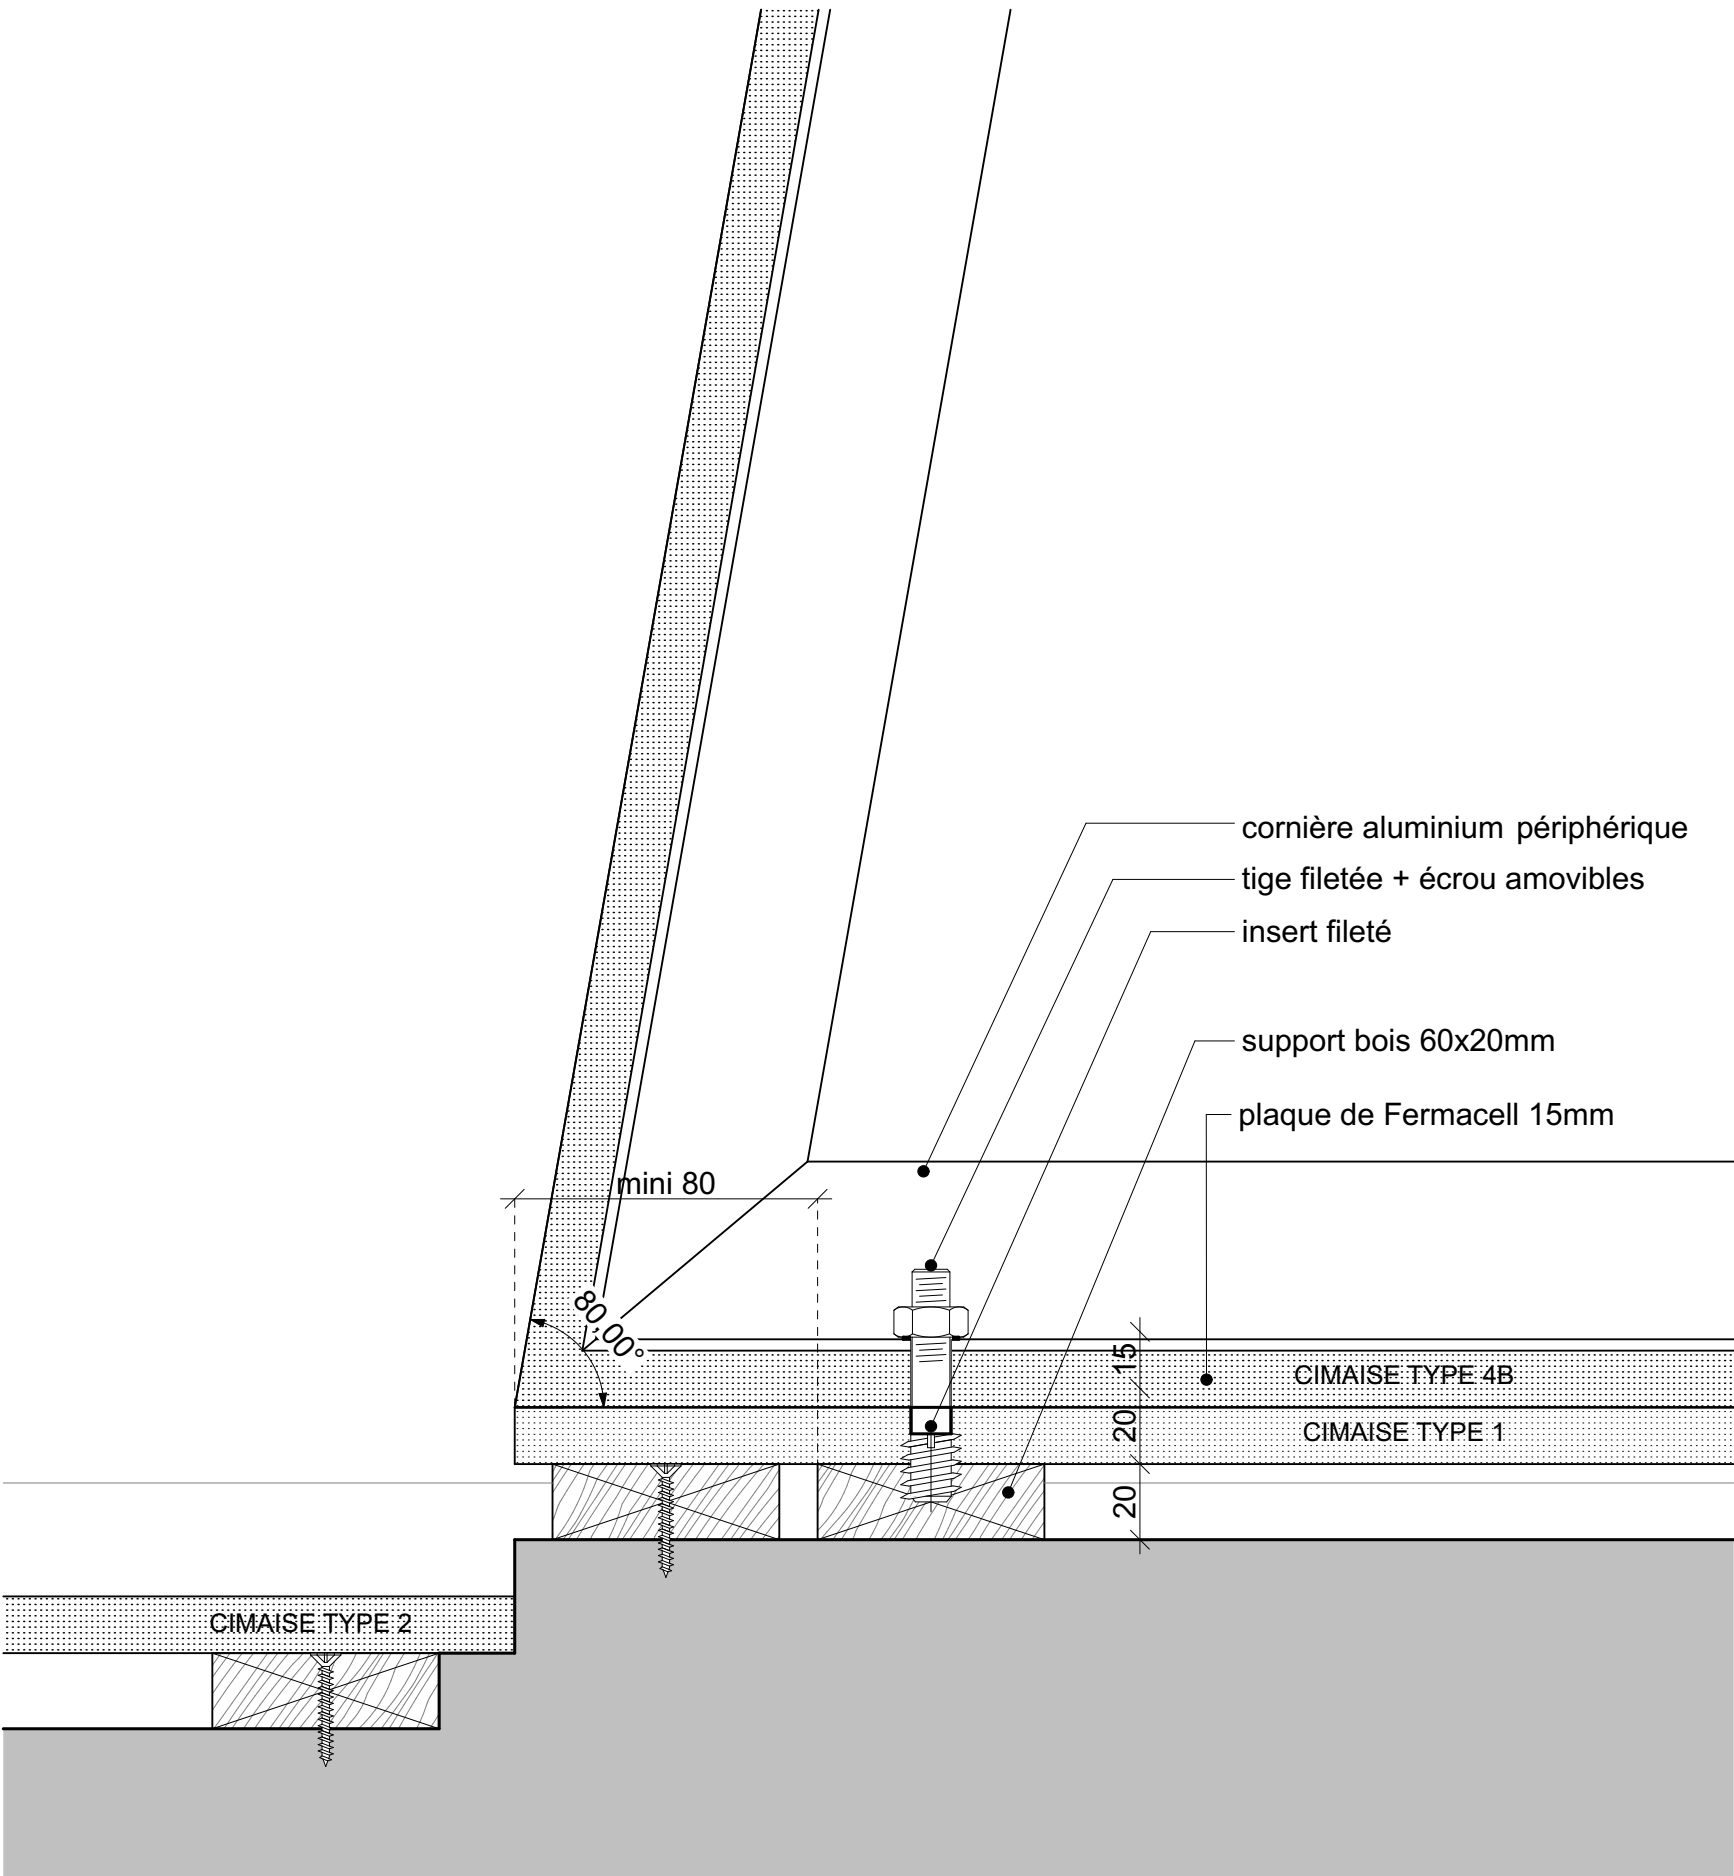 cornière aluminium périphérique
tige filetée + écrou amovibles
insert fileté
support bois 60x20mm
plaque de Fermacell 15mm
mini 80
80,00°
15
CIMAISE TYPE 4B
20
CIMAISE TYPE 1
20
CIMAISE TYPE 2